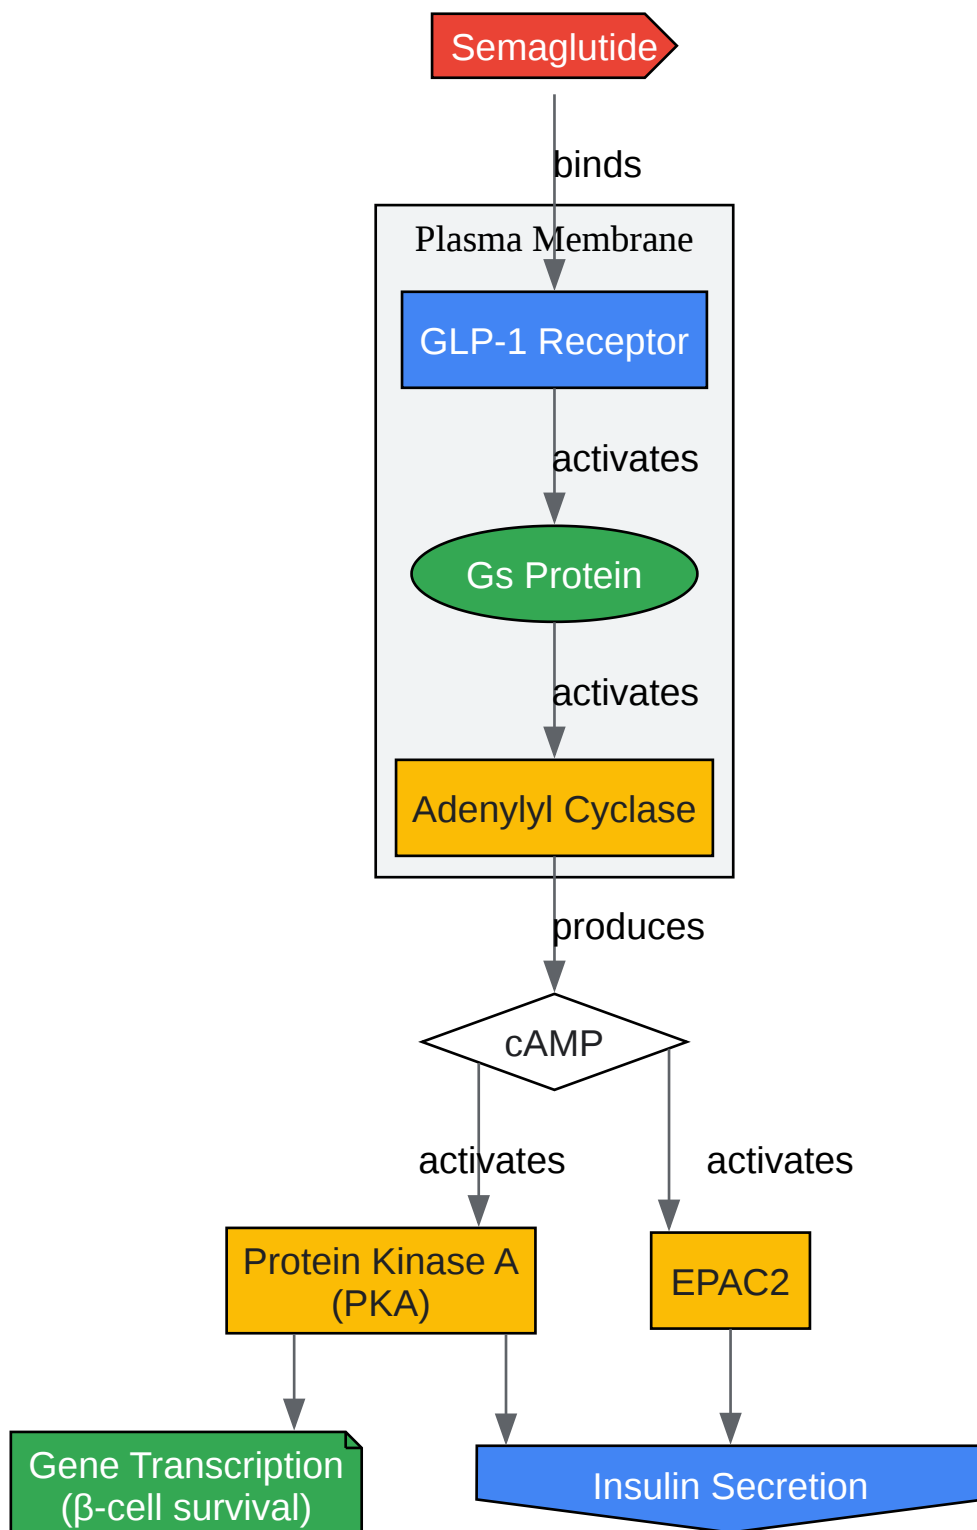 Semaglutide
binds
Plasma Membrane
GLP-1 Receptor
activates
Gs Protein
activates
Adenylyl Cyclase
produces
cAMP
activates
activates
Protein Kinase A
(PKA)
EPAC2
Gene Transcription
(β-cell survival)
Insulin Secretion